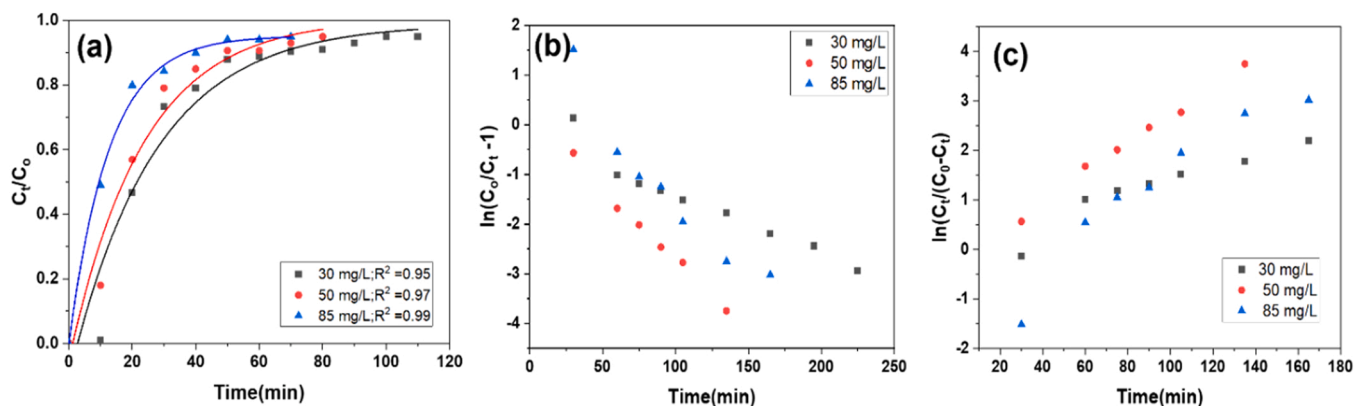 (a)
1.0
0.8
0.6
0.4
0.2
0.0
Ct/Co
0 20 40 60 80 100 120
Time(min)
30 mg/L;R² =0.95
50 mg/L;R² =0.97
85 mg/L;R² =0.99
(b)
2
1
0
-1
-2
-3
-4
ln(Co/Ct -1)
0 50 100 150 200 250
Time(min)
30 mg/L
50 mg/L
85 mg/L
(c)
4
3
2
1
0
-1
-2
ln(Ct/(C0-Ct)
20 40 60 80 100 120 140 160 180
Time(min)
30 mg/L
50 mg/L
85 mg/L